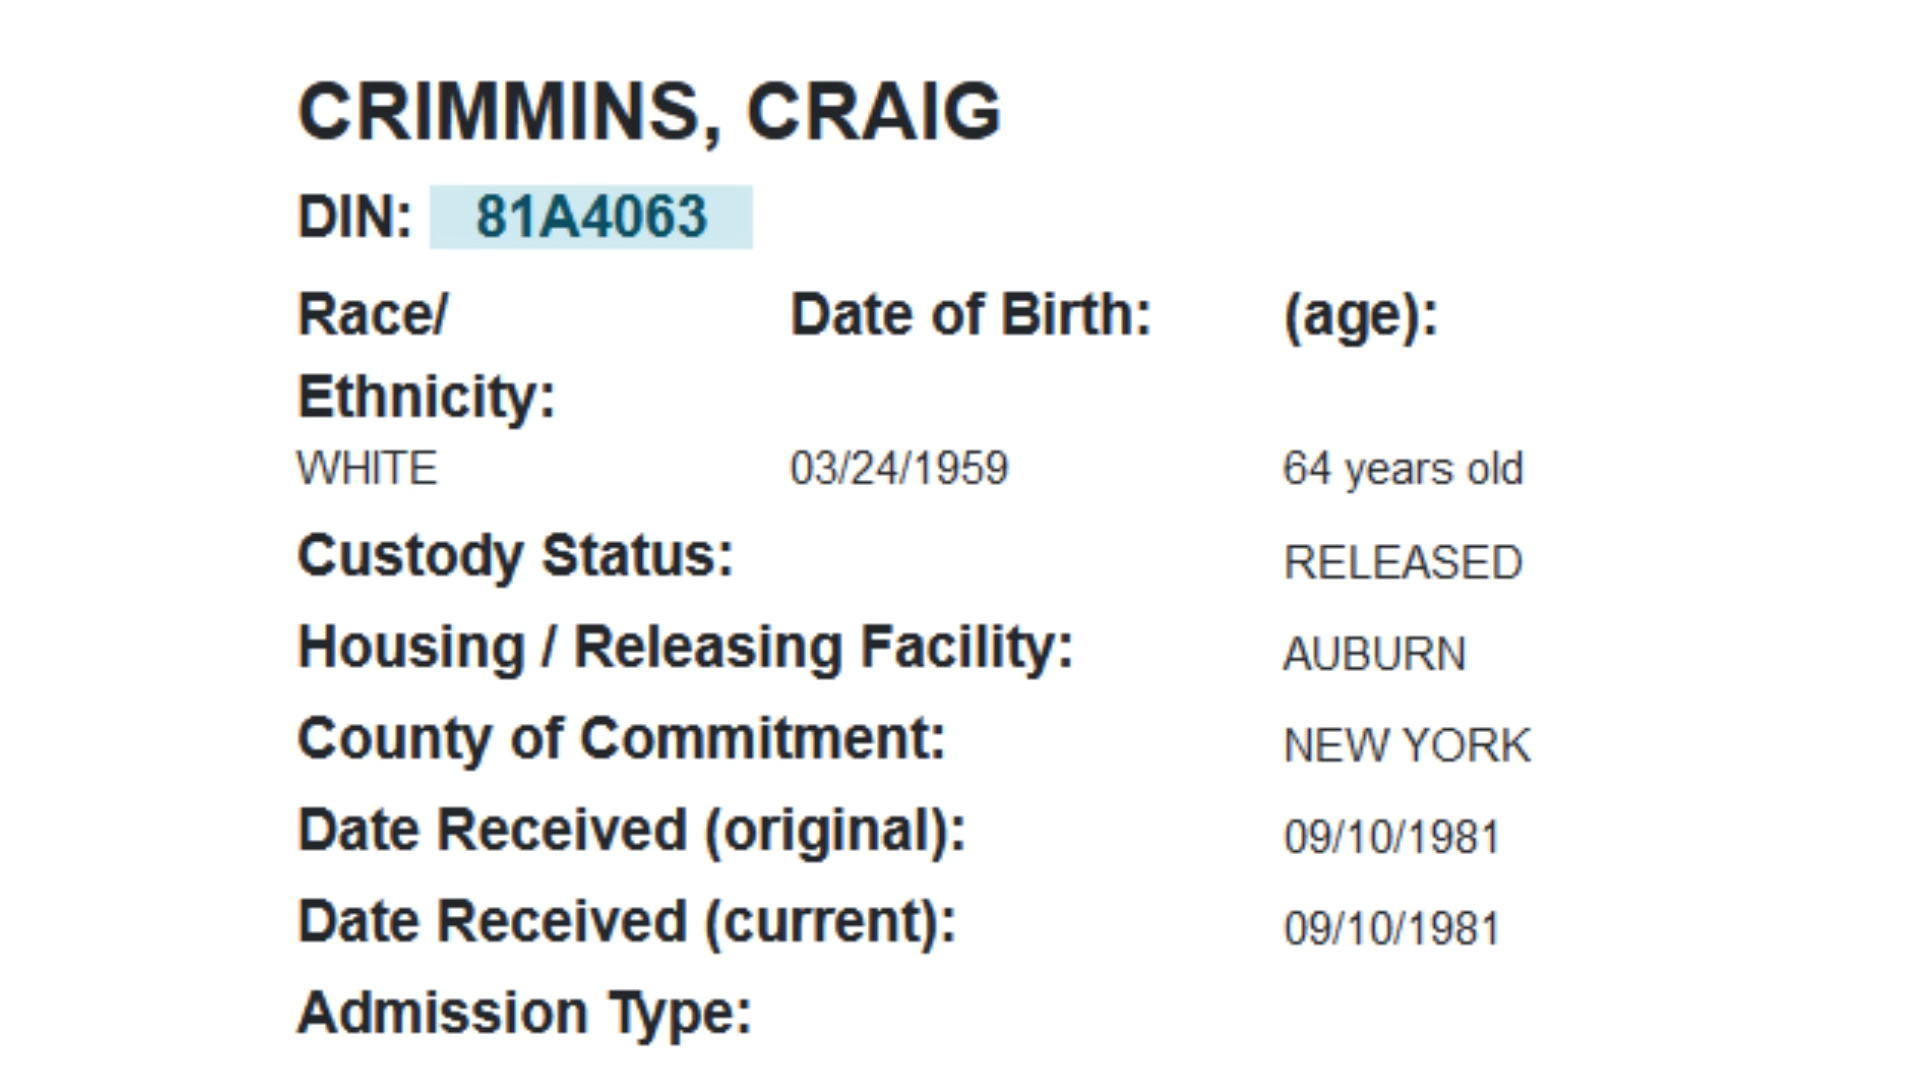 CRIMMINS, CRAIG
DIN: 81A4063
Race/ Date of Birth: (age):
Ethnicity:
WHITE 03/24/1959 64 years old
Custody Status: RELEASED
Housing / Releasing Facility: AUBURN
County of Commitment: NEW YORK
Date Received (original): 09/10/1981
Date Received (current): 09/10/1981
Admission Type: